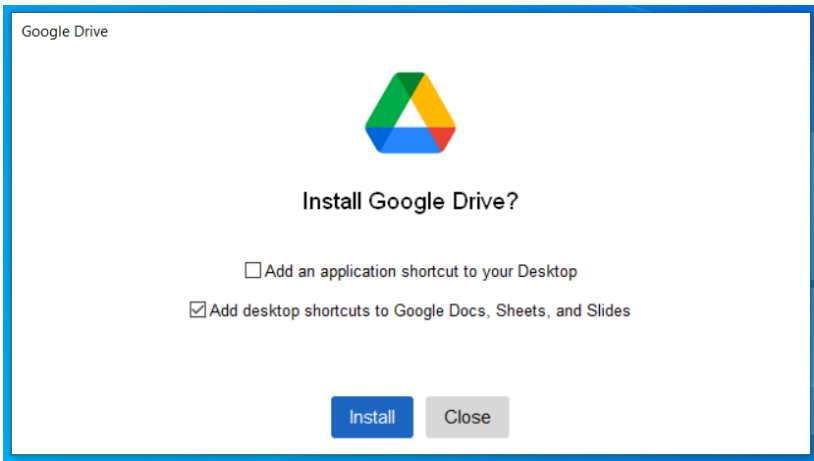 Google Drive
Install Google Drive?
Add an application shortcut to your Desktop
Add desktop shortcuts to Google Docs, Sheets, and Slides
Install Close